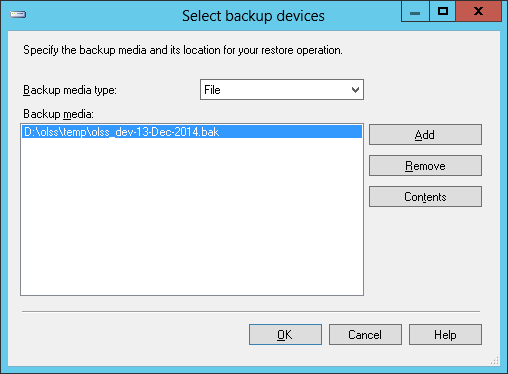 Select backup devices
Specify the backup media and its location for your restore operation.
Backup media type:
File
Backup media:
D:\olss\temp\olss_dev-13-Dec-2014.bak
Add
Remove
Contents
OK
Cancel
Help